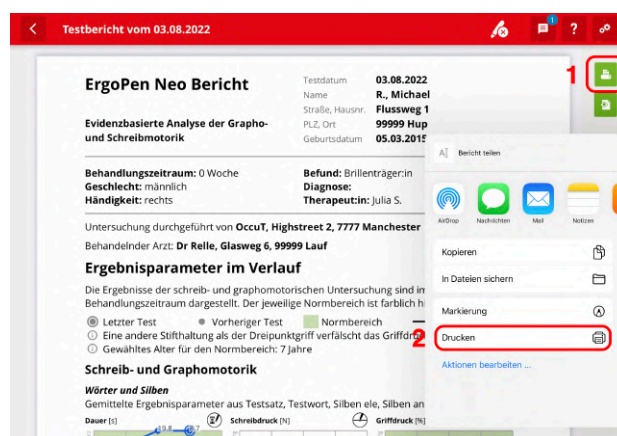 Testbericht vom 03.08.2022
1
?
1
ErgoPen Neo Bericht
Evidenzbasierte Analyse der Grapho-
und Schreibmotorik
Testdatum 03.08.2022
Name R., Michael
Straße, Hausnr. Flussweg 1
PLZ, Ort 99999 Hup
Geburtsdatum 05.03.2015
Behandlungszeitraum: 0 Woche
Geschlecht: männlich
Händigkeit: rechts
Befund: Brillenträger:in
Diagnose:
Therapeut:in: Julia S.
Untersuchung durchgeführt von OccuT, Highstreet 2, 7777 Manchester
Behandelnder Arzt: Dr Relle, Glasweg 6, 99999 Lauf
Ergebnisparameter im Verlauf
Die Ergebnisse der schreib- und graphomotorischen Untersuchung sind im
Behandlungszeitraum dargestellt. Der jeweilige Normbereich ist farblich h
Letzter Test Vorheriger Test Normbereich
Eine andere Stifthaltung als der Dreipunktgriff verfälscht das Griffdru
Gewähltes Alter für den Normbereich: 7 Jahre
Schreib- und Graphomotorik
Wörter und Silben
Gemittelte Ergebnisparameter aus Testsatz, Testwort, Silben ele, Silben an
Dauer [s] Schreibdruck [N] Griffdruck [%]
19.8
Bericht teilen
AirDrop Nachrichten Mail Notizen
Kopieren
In Dateien sichern
Markierung
2
Drucken
Aktionen bearbeiten ...